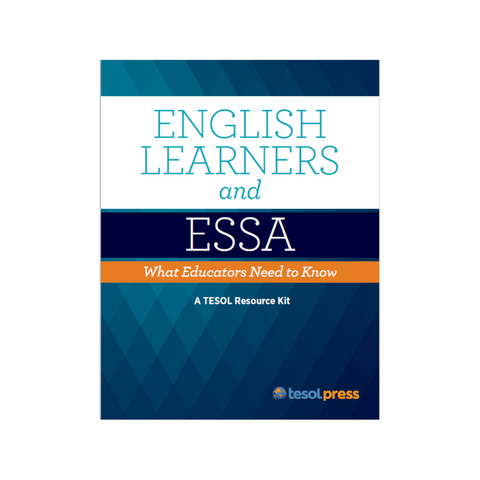 ENGLISH
LEARNERS
and
ESSA
What Educators Need to Know
A TESOL Resource Kit
tesolpress